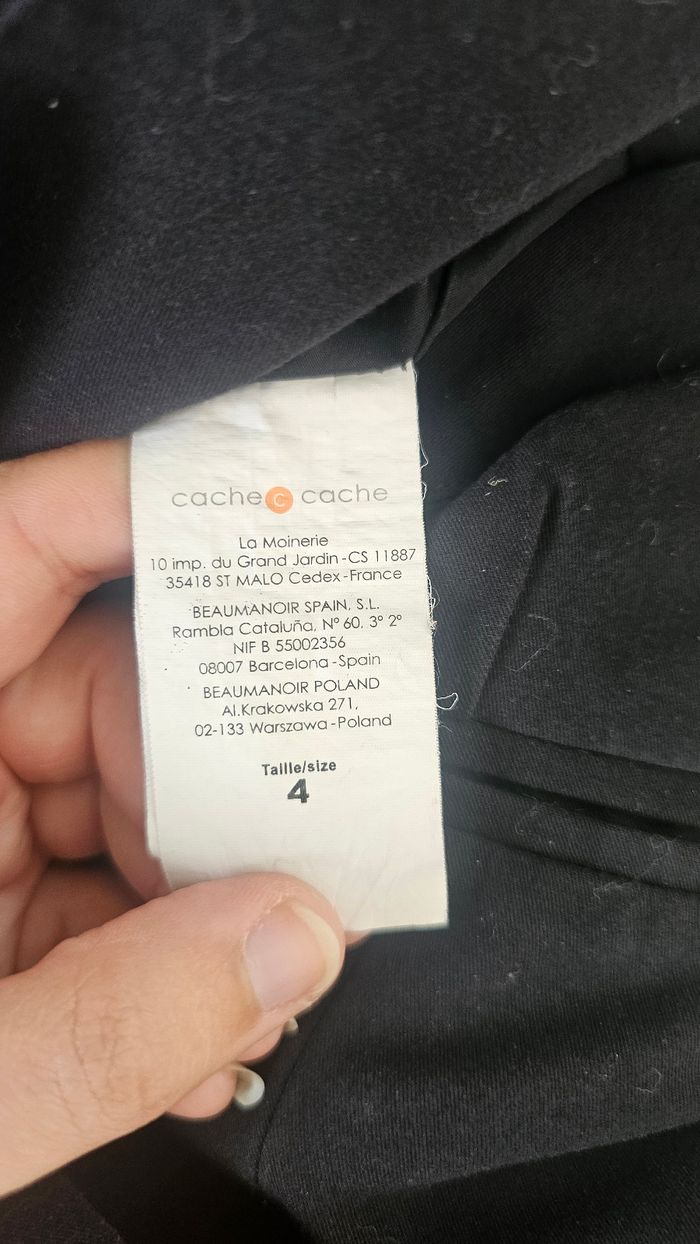 cache c cache
La Moinerie
10 imp. du Grand Jardin-CS 11887
35418 ST MALO Cedex-France
BEAUMANOIR SPAIN, S.L.
Rambla Cataluña, Nº 60, 3º 2º
NIF B 55002356
08007 Barcelona-Spain
BEAUMANOIR POLAND
Al.Krakowska 271,
02-133 Warszawa-Poland
Taille/size
4